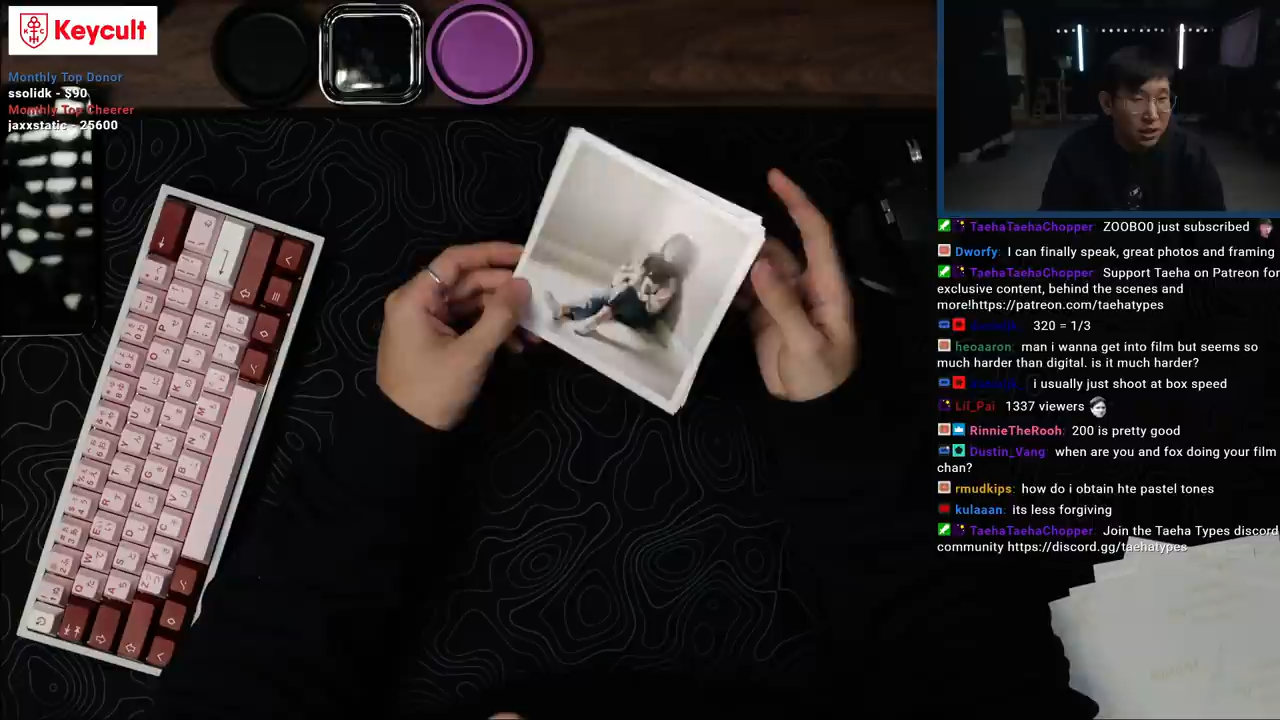 Keycult
Monthly Top Donor
ssolidk - $90
Monthly Top Cheerer
jaxxstatic - 25600
TaehaTaehaChopper: ZOOBOO just subscribed
Dworfy: I can finally speak, great photos and framing
TaehaTaehaChopper: Support Taeha on Patreon for
exclusive content, behind the scenes and
more!https://patreon.com/taehatypes
320 = 1/3
heoaaron: man i wanna get into film but seems so
much harder than digital. is it much harder?
i usually just shoot at box speed
Lil_Pai 1337 viewers
RinnieTheRooh: 200 is pretty good
Dustin_Vang: when are you and fox doing your film
chan?
rmudkips: how do i obtain hte pastel tones
kulaaan: its less forgiving
TaehaTaehaChopper: Join the Taeha Types discord
community https://discord.gg/taehatypes